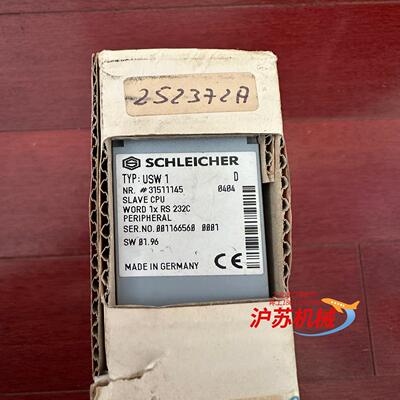 252372A
SCHLEICHER
TYP: USW 1 D
NR. #31511145 0404
SLAVE CPU
WORD 1x RS 232C
PERIPHERAL
SER.NO.001166560 0001
SW 01.96
MADE IN GERMANY CE
沪苏机械